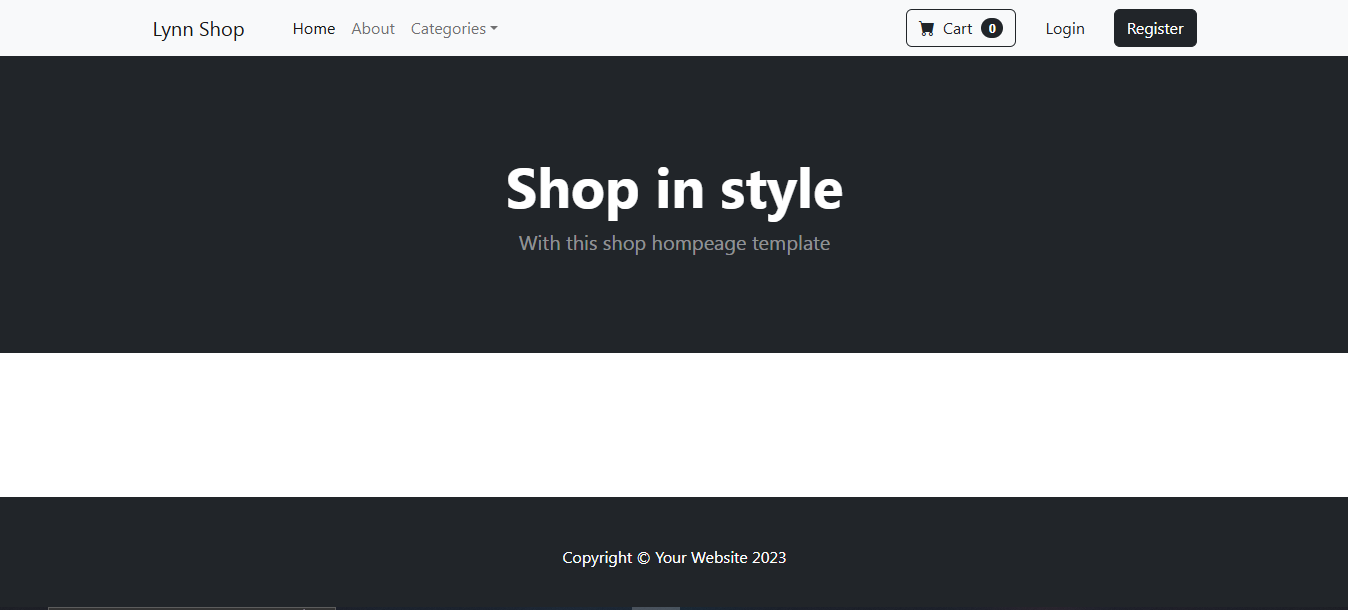 Lynn Shop Home About Categories Cart 0 Login Register
Shop in style
With this shop hompeage template
Copyright © Your Website 2023